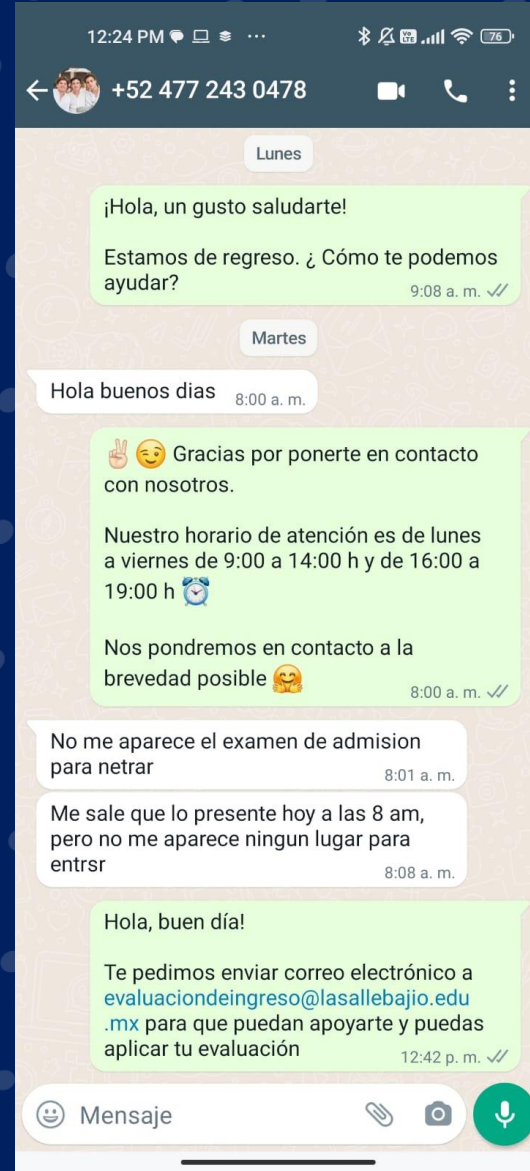 12:24 PM ...
Vo LTE 76
+52 477 243 0478
Lunes
¡Hola, un gusto saludarte!
Estamos de regreso. ¿ Cómo te podemos
ayudar?
9:08 a. m.
Martes
Hola buenos dias 8:00 a. m.
✌🏻😉 Gracias por ponerte en contacto
con nosotros.
Nuestro horario de atención es de lunes
a viernes de 9:00 a 14:00 h y de 16:00 a
19:00 h ⏰
Nos pondremos en contacto a la
brevedad posible 🤗
8:00 a. m.
No me aparece el examen de admision
para netrar
8:01 a. m.
Me sale que lo presente hoy a las 8 am,
pero no me aparece ningun lugar para
entrsr
8:08 a. m.
Hola, buen día!
Te pedimos enviar correo electrónico a
evaluaciondeingreso@lasallebajio.edu
.mx para que puedan apoyarte y puedas
aplicar tu evaluación
12:42 p. m.
Mensaje